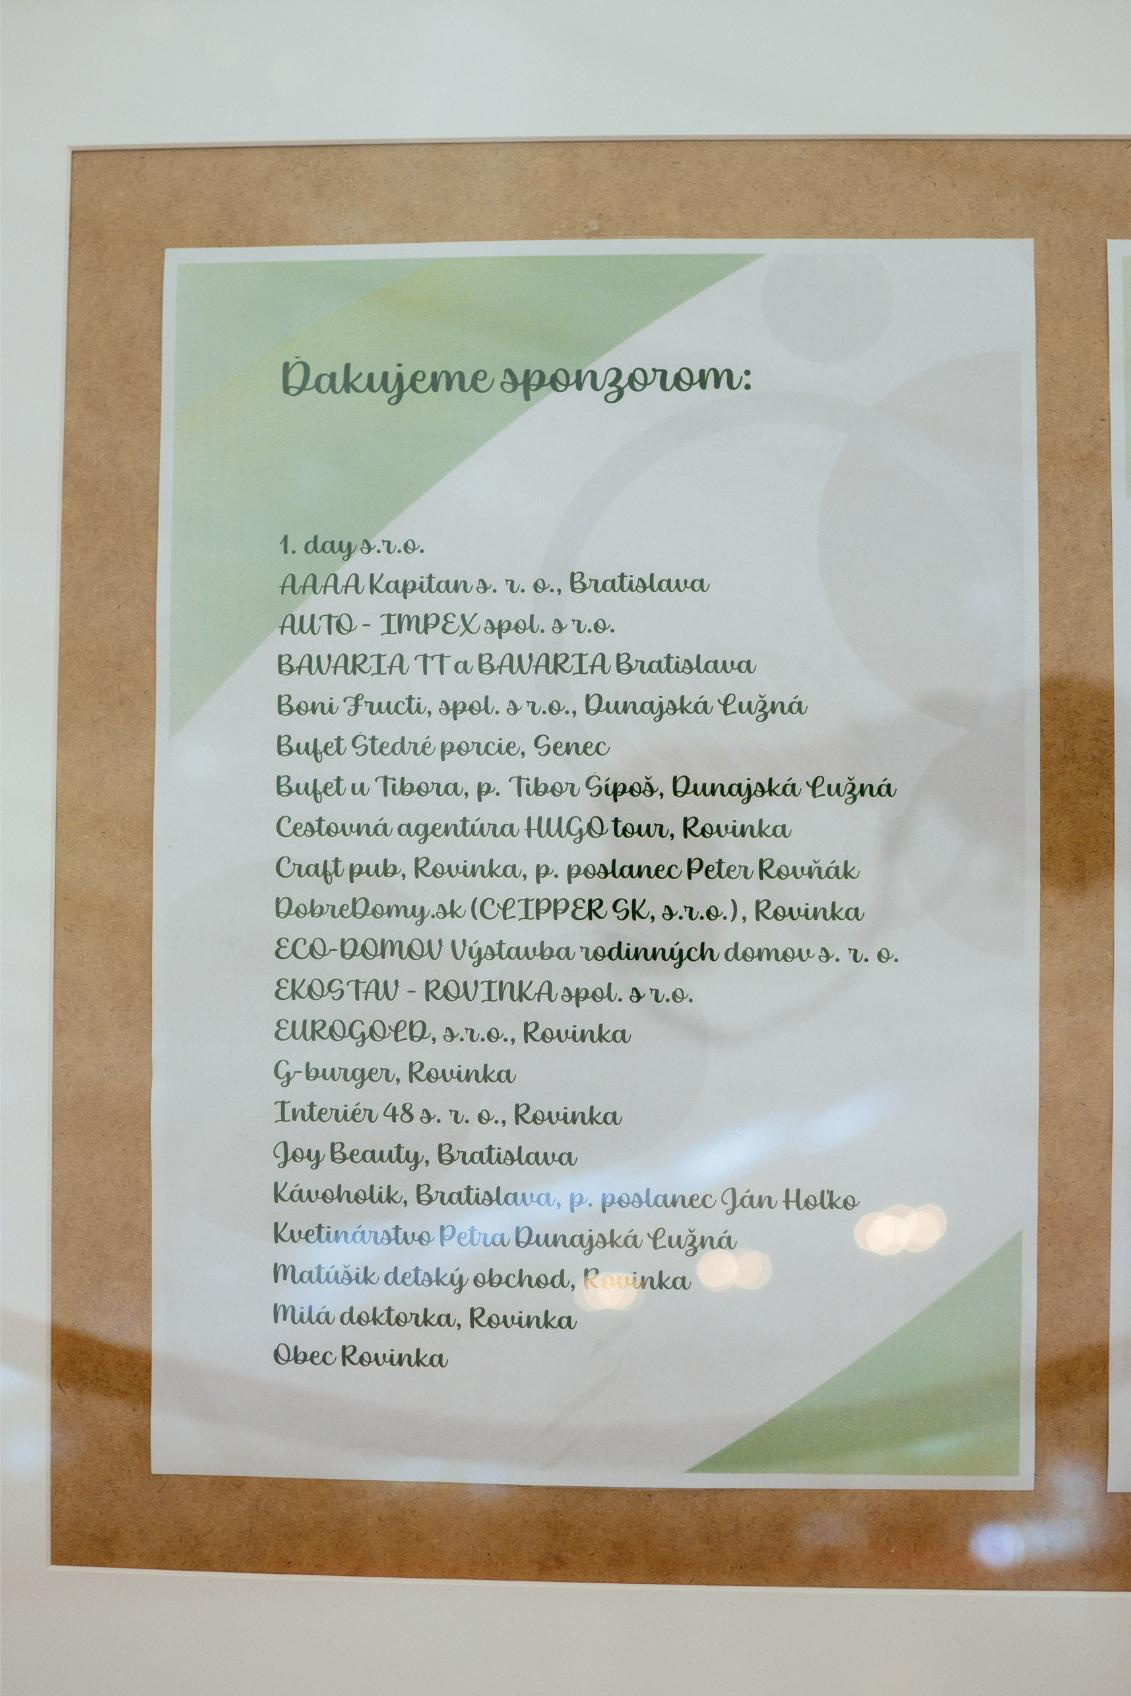 Ďakujeme sponzorom:
1. day s.r.o.
AAAA Kapitan s. r. o., Bratislava
AUTO - IMPEX spol. s r.o.
BAVARIA TT a BAVARIA Bratislava
Boni Fructi, spol. s r.o., Dunajská Lužná
Bufet Štedré porcie, Senec
Bufet u Tibora, p. Tibor Šípoš, Dunajská Lužná
Cestovná agentúra HUGO tour, Rovinka
Craft pub, Rovinka, p. poslanec Peter Rovňák
DobreDomy.sk (CLIPPER SK, s.r.o.), Rovinka
ECO-DOMOV Výstavba rodinných domov s. r. o.
EKOSTAV - ROVINKA spol. s r.o.
EUROGOLD, s.r.o., Rovinka
G-burger, Rovinka
Interiér 48 s. r. o., Rovinka
Joy Beauty, Bratislava
Kávoholik, Bratislava, p. poslanec Ján Hoľko
Kvetinárstvo Petra Dunajská Lužná
Matúšik detský obchod, Rovinka
Milá doktorka, Rovinka
Obec Rovinka